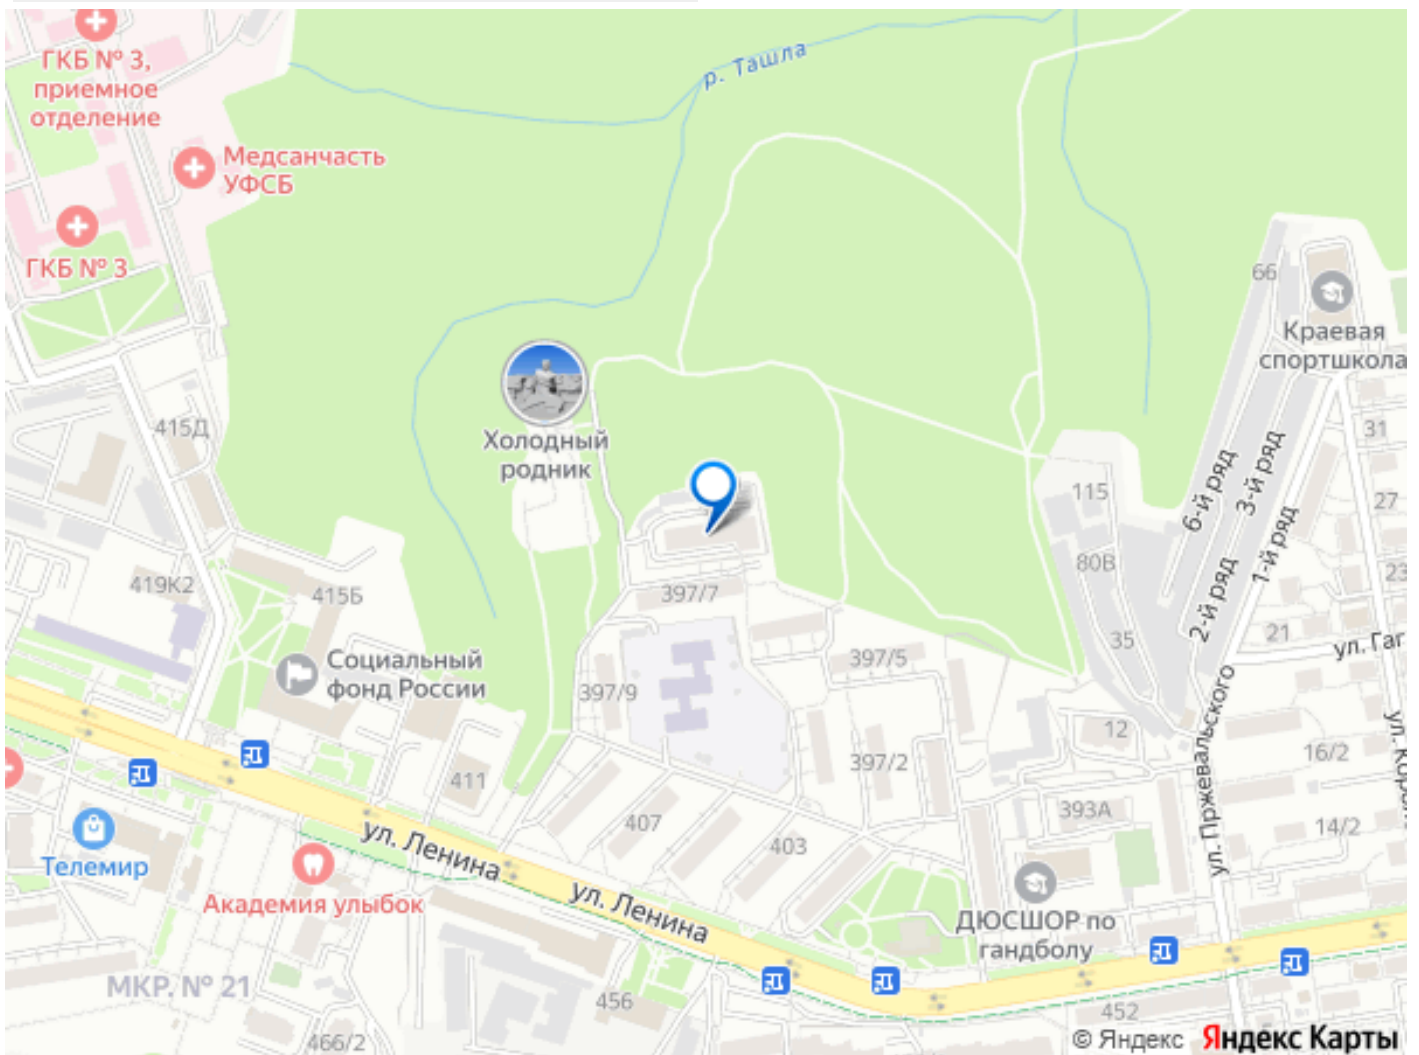 ГКБ № 3,
приемное
отделение
р. Ташла
Медсанчасть
УФСБ
ГКБ № 3
66
Краевая
спортшкола
415Д
Холодный
родник
31
6-й ряд
3-й ряд
115
27
1-й ряд
80В
2-й ряд
23
419К2
415Б
397/7
35
21
ул. Гаг
Социальный
фонд России
397/5
397/9
ул. Пржевальского
12
16/2
397/2
411
393А
407
14/2
403
ул. Ленина
Телемир
Академия улыбок
ул. Ленина
ДЮСШОР по
гандболу
МКР. № 21
456
452
466/2
© Яндекс Яндекс Карты